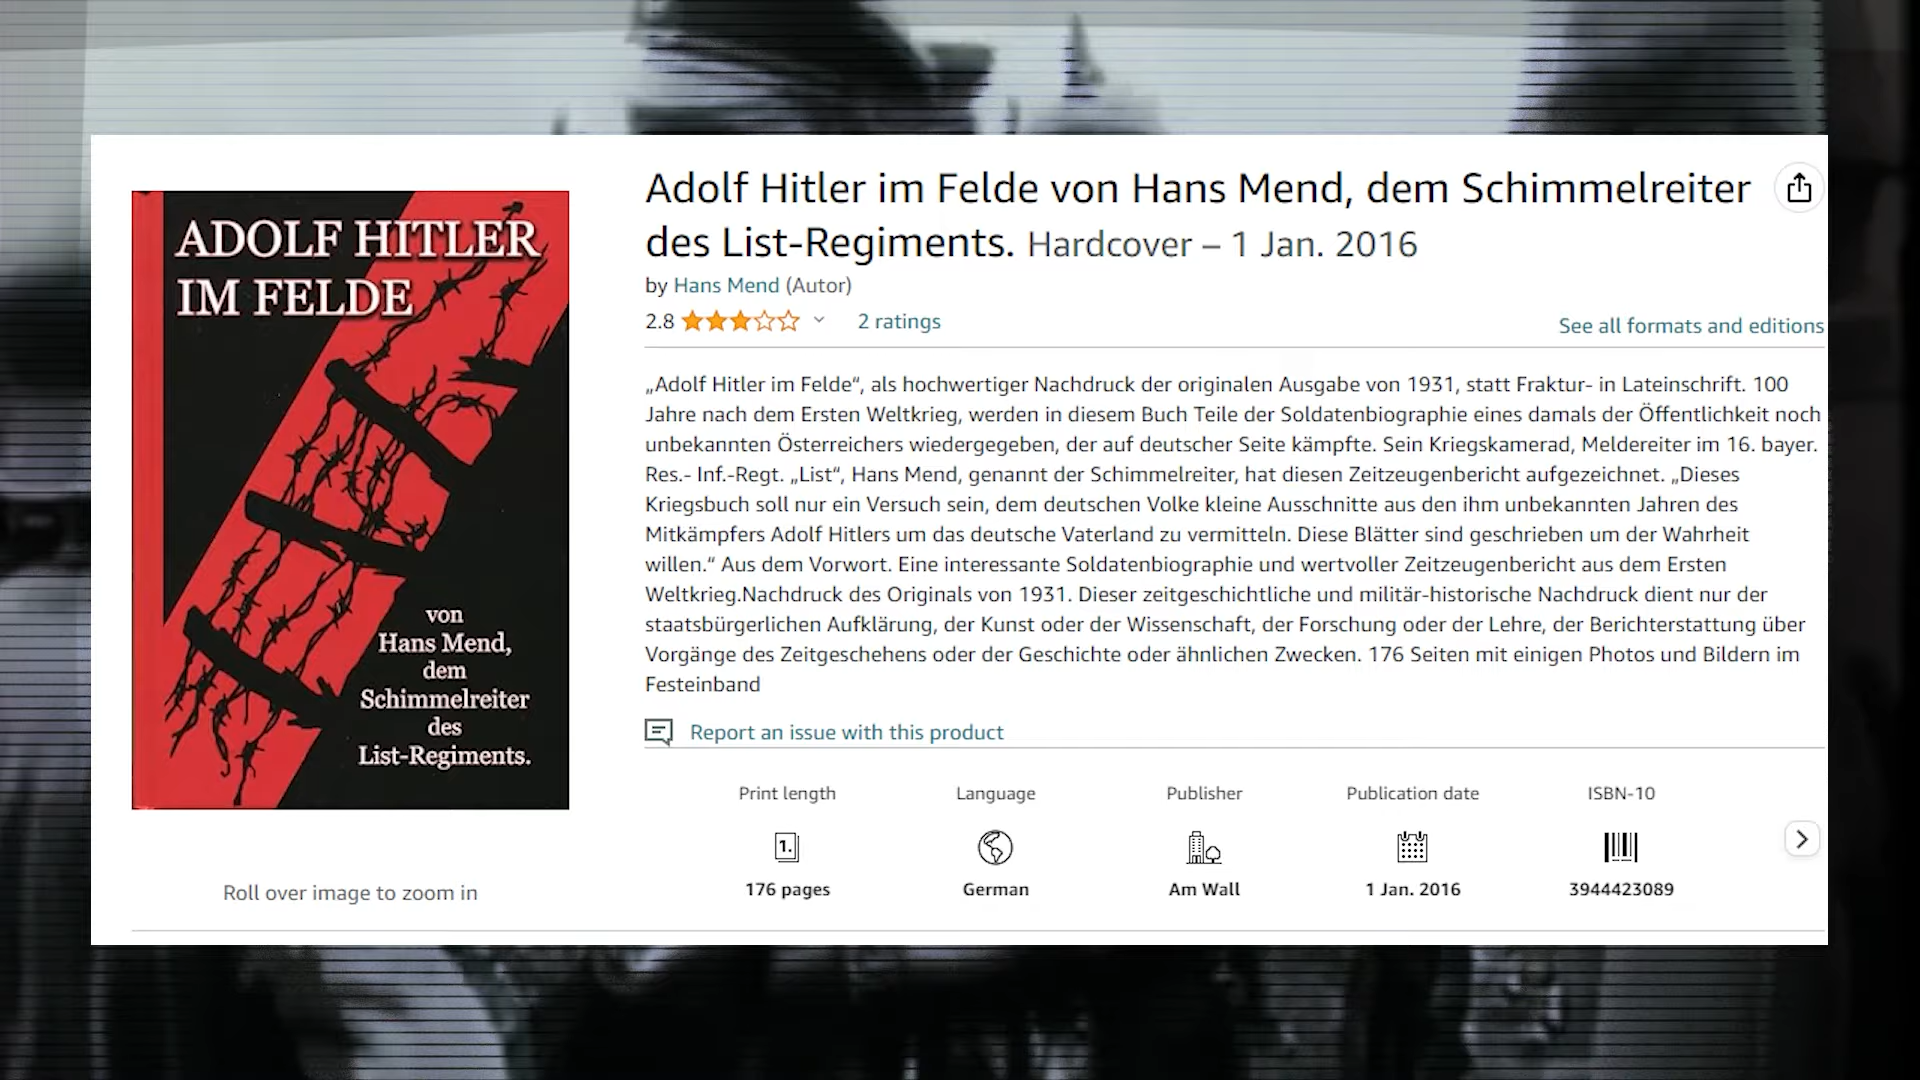 ADOLF HITLER
IM FELDE
von
Hans Mend,
dem
Schimmelreiter
des
List-Regiments.
Roll over image to zoom in
Adolf Hitler im Felde von Hans Mend, dem Schimmelreiter
des List-Regiments. Hardcover – 1 Jan. 2016
by Hans Mend (Autor)
2.8 2 ratings
See all formats and editions
„Adolf Hitler im Felde“, als hochwertiger Nachdruck der originalen Ausgabe von 1931, statt Fraktur- in Lateinschrift. 100
Jahre nach dem Ersten Weltkrieg, werden in diesem Buch Teile der Soldatenbiographie eines damals der Öffentlichkeit noch
unbekannten Österreichers wiedergegeben, der auf deutscher Seite kämpfte. Sein Kriegskamerad, Meldereiter im 16. bayer.
Res.- Inf.-Regt. „List“, Hans Mend, genannt der Schimmelreiter, hat diesen Zeitzeugenbericht aufgezeichnet. „Dieses
Kriegsbuch soll nur ein Versuch sein, dem deutschen Volke kleine Ausschnitte aus den ihm unbekannten Jahren des
Mitkämpfers Adolf Hitlers um das deutsche Vaterland zu vermitteln. Diese Blätter sind geschrieben um der Wahrheit
willen.“ Aus dem Vorwort. Eine interessante Soldatenbiographie und wertvoller Zeitzeugenbericht aus dem Ersten
Weltkrieg.Nachdruck des Originals von 1931. Dieser zeitgeschichtliche und militär-historische Nachdruck dient nur der
staatsbürgerlichen Aufklärung, der Kunst oder der Wissenschaft, der Forschung oder der Lehre, der Berichterstattung über
Vorgänge des Zeitgeschehens oder der Geschichte oder ähnlichen Zwecken. 176 Seiten mit einigen Photos und Bildern im
Festeinband
Report an issue with this product
Print length Language Publisher Publication date ISBN-10
1.
176 pages German Am Wall 1 Jan. 2016 3944423089